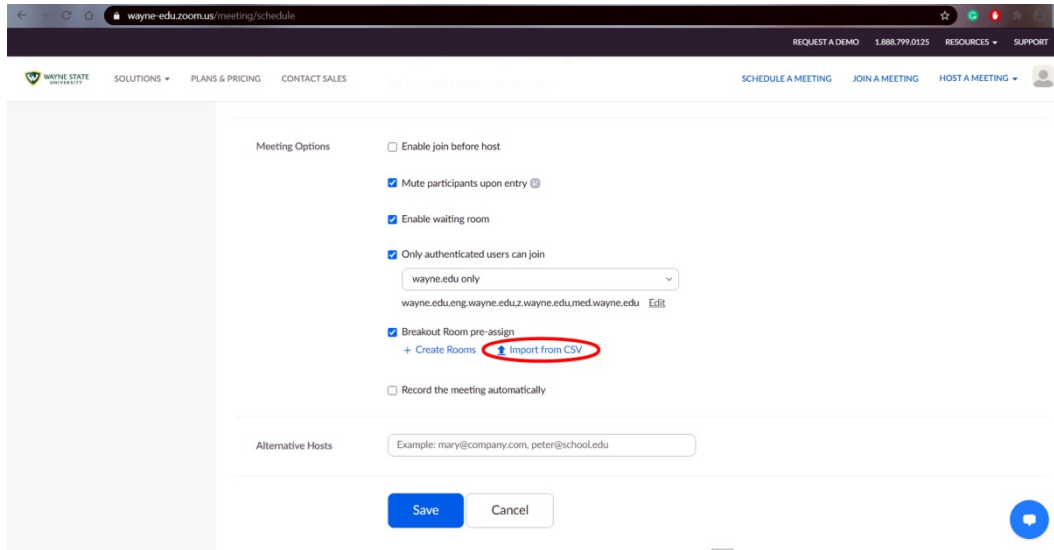 wayne-edu.zoom.us/meeting/schedule
REQUEST A DEMO 1.888.799.0125 RESOURCES SUPPORT
WAYNE STATE
UNIVERSITY
SOLUTIONS PLANS & PRICING CONTACT SALES SCHEDULE A MEETING JOIN A MEETING HOST A MEETING
Meeting Options
Enable join before host
Mute participants upon entry
Enable waiting room
Only authenticated users can join
wayne.edu only
wayne.edu,eng.wayne.edu,z.wayne.edu,med.wayne.edu Edit
Breakout Room pre-assign
+ Create Rooms Import from CSV
Record the meeting automatically
Alternative Hosts Example: mary@company.com, peter@school.edu
Save Cancel